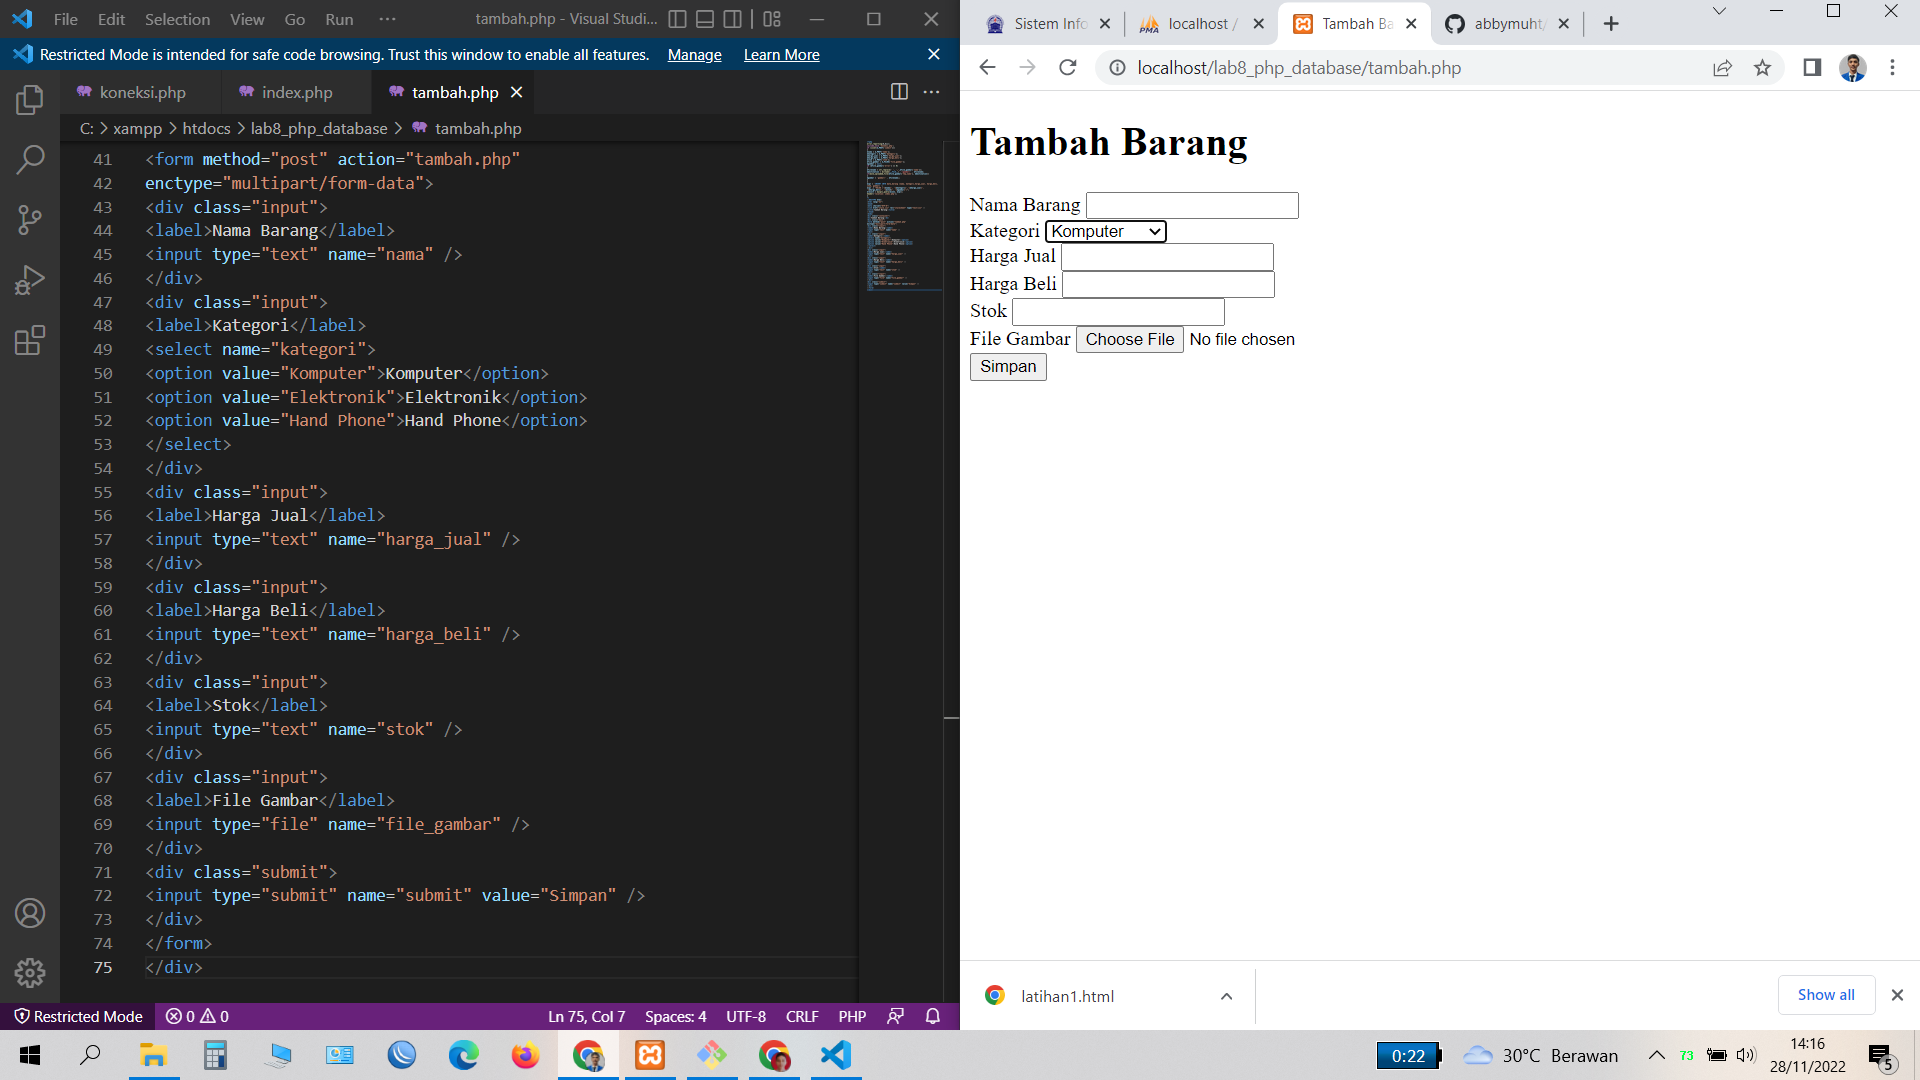 File Edit Selection View Go Run ··· tambah.php - Visual Studi...
Restricted Mode is intended for safe code browsing. Trust this window to enable all features. Manage Learn More
koneksi.php index.php tambah.php
C: > xampp > htdocs > lab8_php_database > tambah.php
41 <form method="post" action="tambah.php"
42 enctype="multipart/form-data">
43 <div class="input">
44 <label>Nama Barang</label>
45 <input type="text" name="nama" />
46 </div>
47 <div class="input">
48 <label>Kategori</label>
49 <select name="kategori">
50 <option value="Komputer">Komputer</option>
51 <option value="Elektronik">Elektronik</option>
52 <option value="Hand Phone">Hand Phone</option>
53 </select>
54 </div>
55 <div class="input">
56 <label>Harga Jual</label>
57 <input type="text" name="harga_jual" />
58 </div>
59 <div class="input">
60 <label>Harga Beli</label>
61 <input type="text" name="harga_beli" />
62 </div>
63 <div class="input">
64 <label>Stok</label>
65 <input type="text" name="stok" />
66 </div>
67 <div class="input">
68 <label>File Gambar</label>
69 <input type="file" name="file_gambar" />
70 </div>
71 <div class="submit">
72 <input type="submit" name="submit" value="Simpan" />
73 </div>
74 </form>
75 </div>
Restricted Mode 0 0 Ln 75, Col 7 Spaces: 4 UTF-8 CRLF PHP
Sistem Info PMA localhost / Tambah Ba abbymuht/
localhost/lab8_php_database/tambah.php
Tambah Barang
Nama Barang
Kategori Komputer
Harga Jual
Harga Beli
Stok
File Gambar Choose File No file chosen
Simpan
latihan1.html Show all
0:22 30°C Berawan 73 14:16
28/11/2022 5